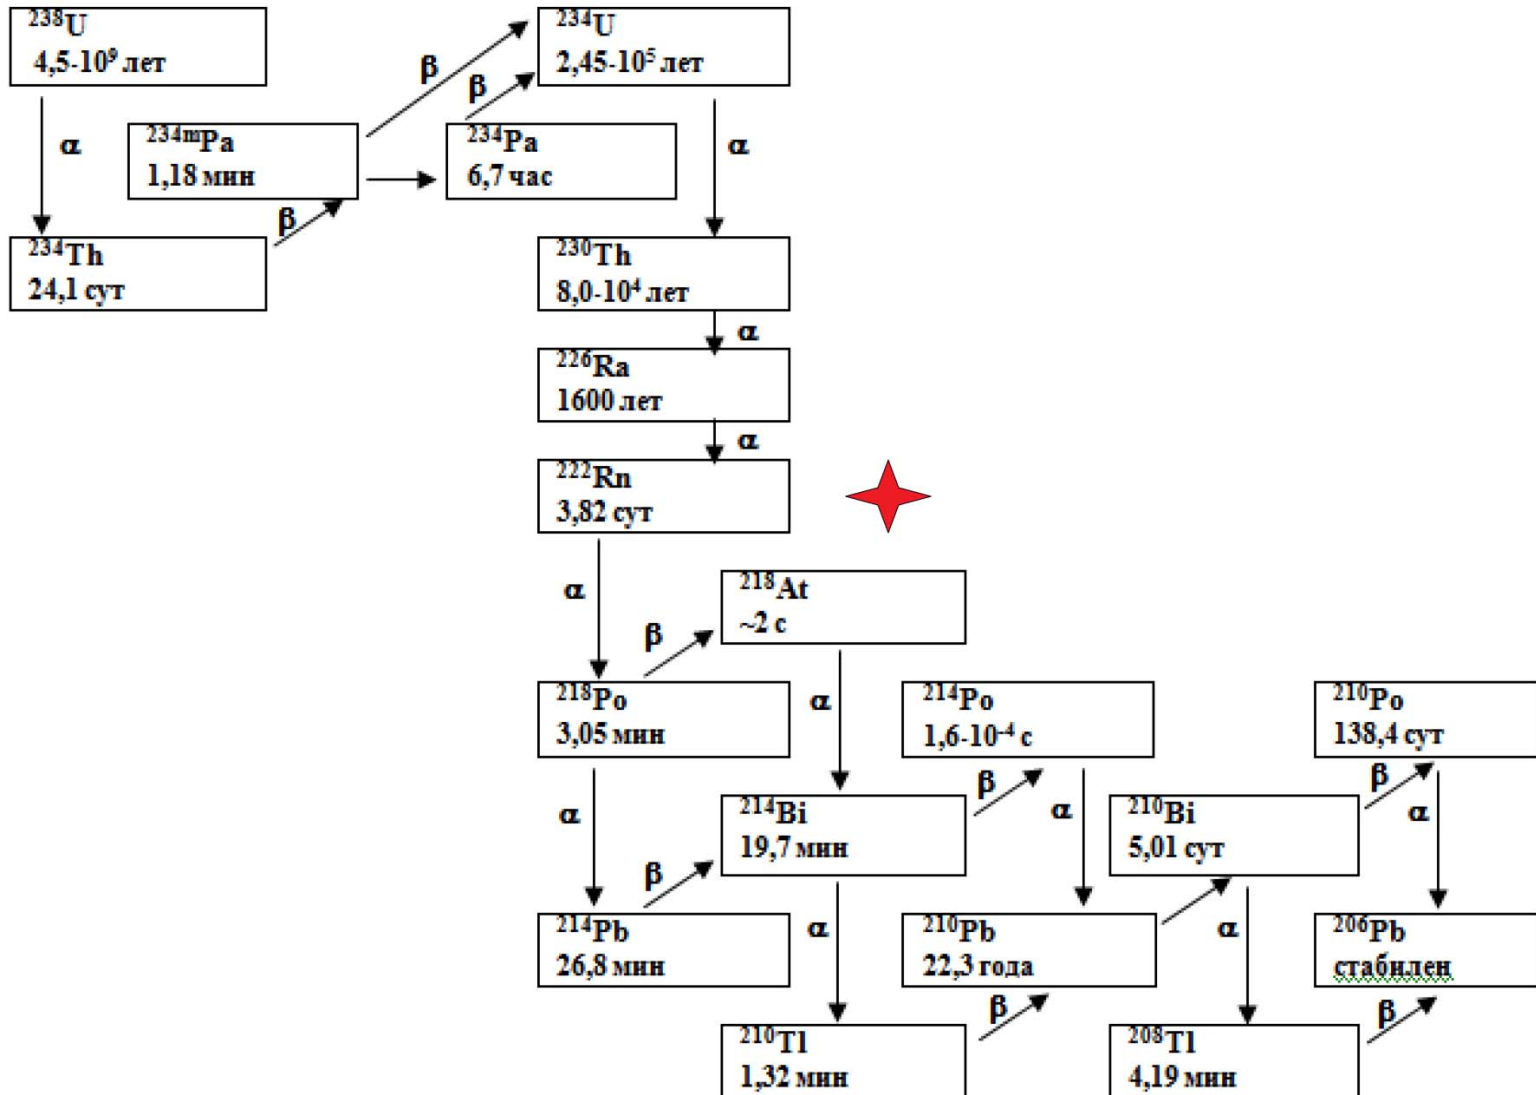 ²³⁸U
4,5·10⁹ лет
²³⁴U
2,45·10⁵ лет
β
β
α
²³⁴ᵐPa
1,18 мин
²³⁴Pa
6,7 час
α
β
²³⁴Th
24,1 сут
²³⁰Th
8,0·10⁴ лет
α
²²⁶Ra
1600 лет
α
²²²Rn
3,82 сут
α
²¹⁸At
~2 с
β
²¹⁸Po
3,05 мин
α
²¹⁴Po
1,6·10⁻⁴ с
²¹⁰Po
138,4 сут
α
²¹⁴Bi
19,7 мин
β
α
²¹⁰Bi
5,01 сут
β
α
β
²¹⁴Pb
26,8 мин
α
²¹⁰Pb
22,3 года
α
²⁰⁶Pb
стабилен
²¹⁰Tl
1,32 мин
β
²⁰⁸Tl
4,19 мин
β